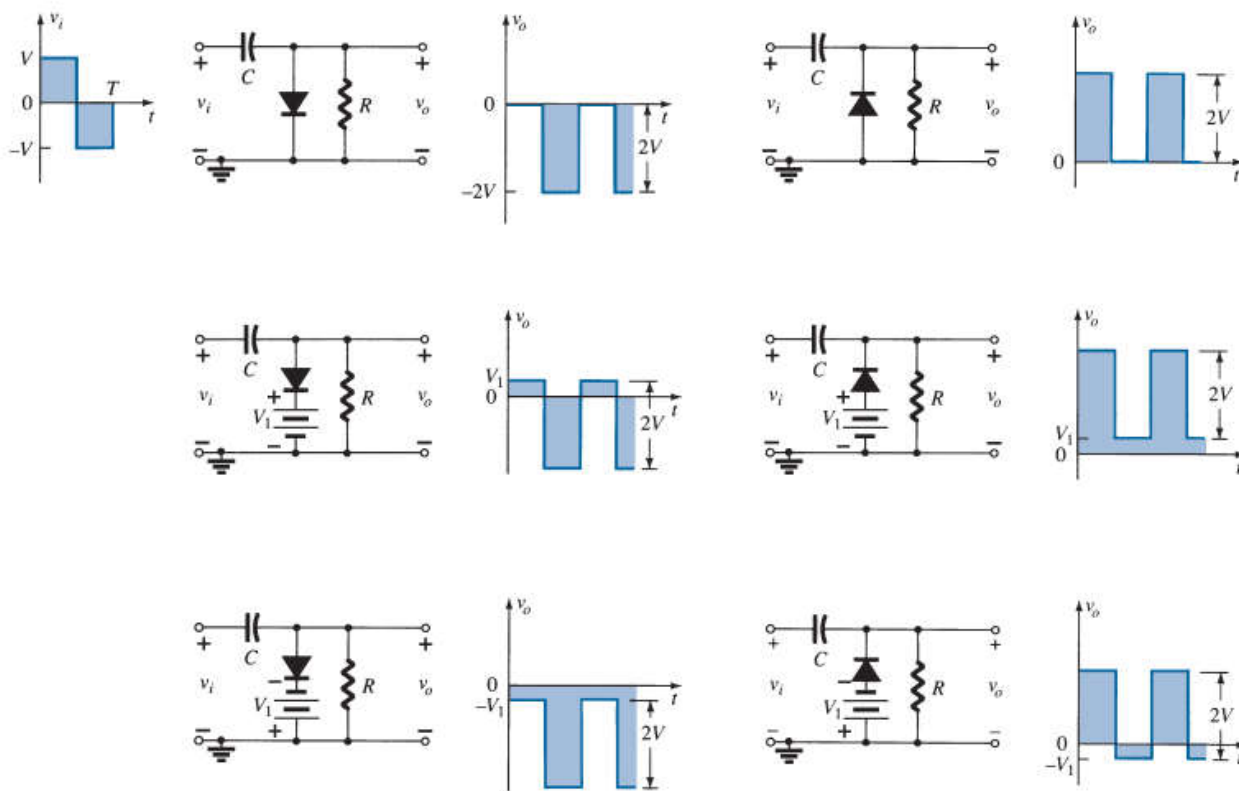 v_i
V
T
0
t
−V
+
C
+
v_i
R
v_o
−
−
v_o
0
t
2V
−2V
+
C
+
v_i
R
v_o
−
−
v_o
2V
0
t
+
C
+
v_i
+
V_1
−
R
v_o
−
−
v_o
V_1
0
t
2V
+
C
+
v_i
+
V_1
−
R
v_o
−
−
v_o
2V
V_1
0
t
+
C
+
v_i
−
V_1
+
R
v_o
−
−
v_o
0
t
−V_1
2V
+
C
+
v_i
−
V_1
+
R
v_o
−
−
v_o
2V
0
t
−V_1